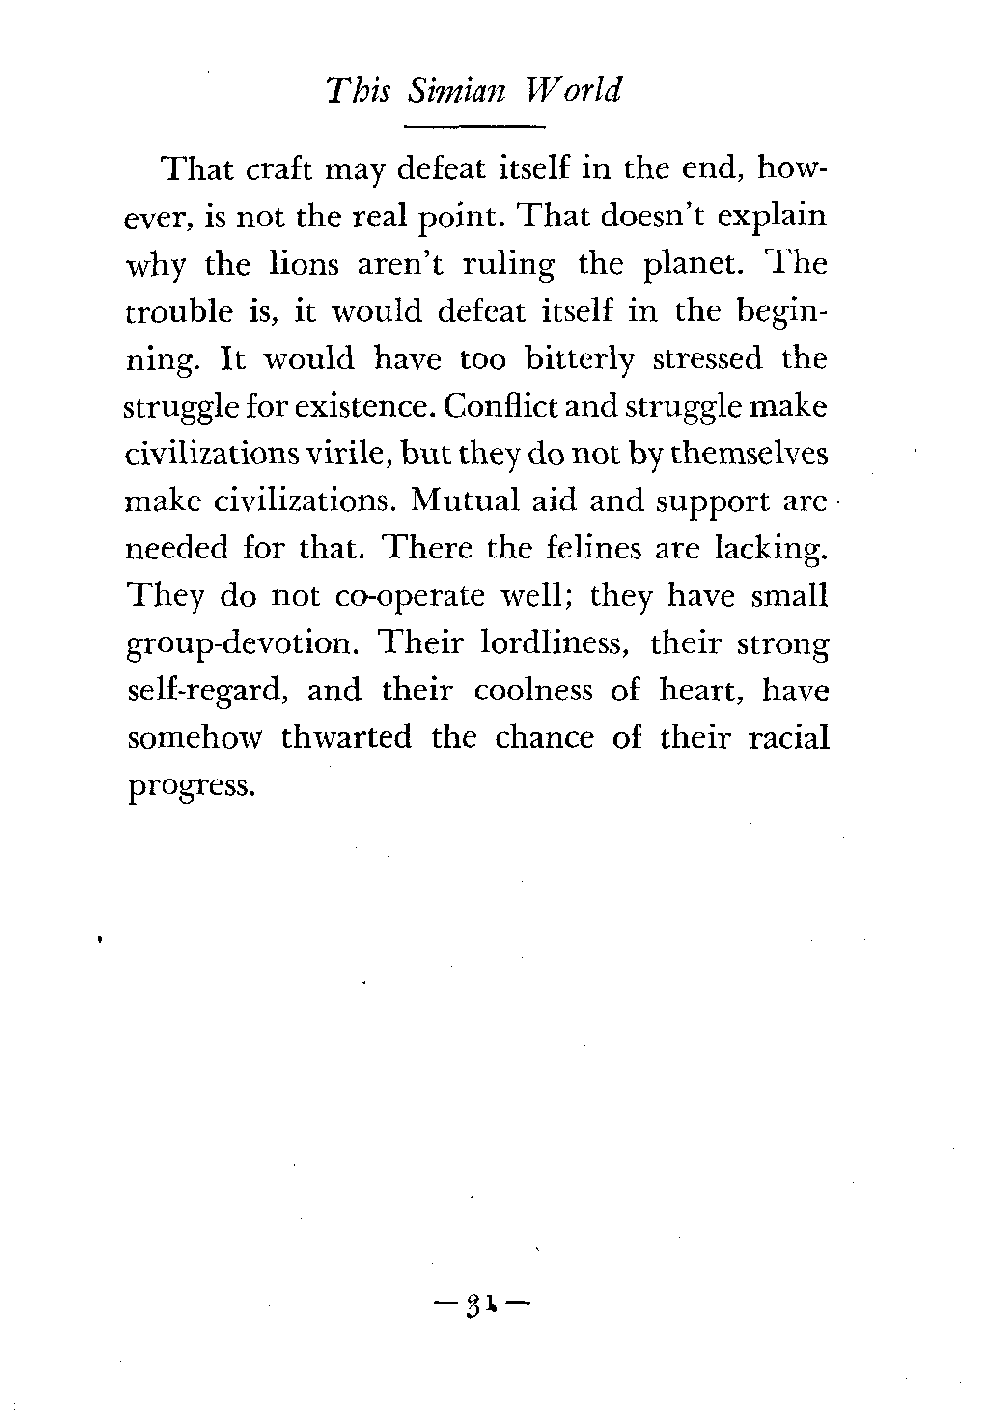 This Simian World
That craft may defeat itself in the end, how-
ever, is not the real point. That doesn't explain
why the lions aren't ruling the planet. The
trouble is, it would defeat itself in the begin-
ning. It would have too bitterly stressed the
struggle for existence. Conflict and struggle make
civilizations virile, but they do not by themselves
make civilizations. Mutual aid and support are
needed for that. There the felines are lacking.
They do not co-operate well; they have small
group-devotion. Their lordliness, their strong
self-regard, and their coolness of heart, have
somehow thwarted the chance of their racial
progress.
— 31 —